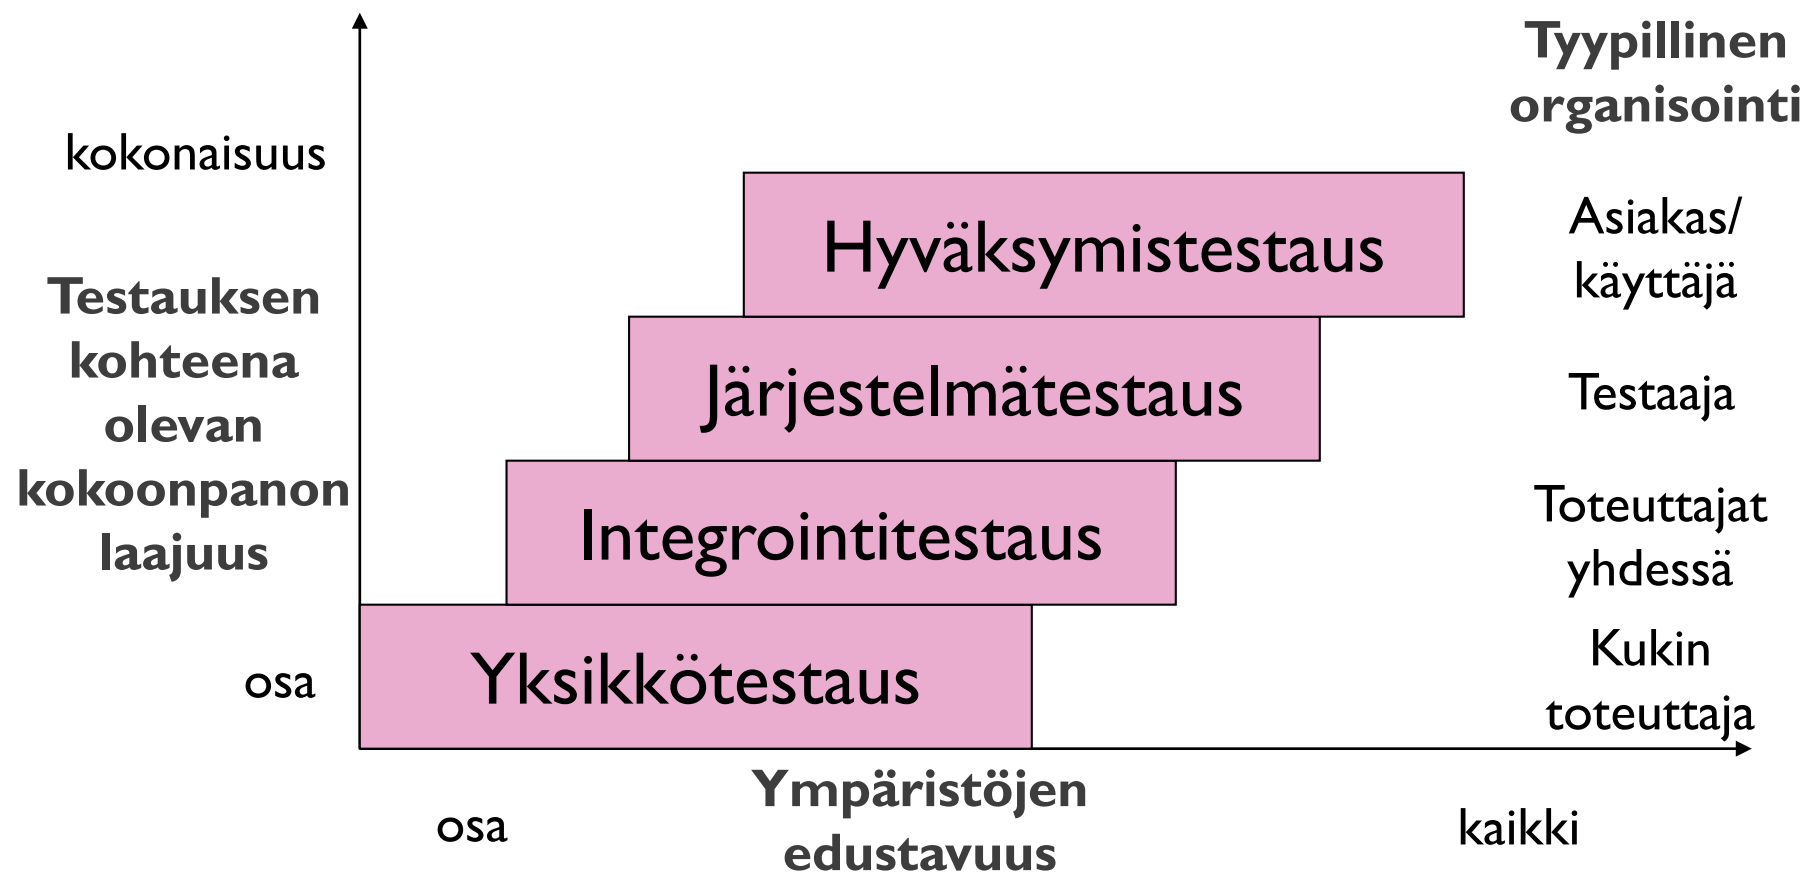 Tyypillinen
organisointi
kokonaisuus
Hyväksymistestaus
Asiakas/
käyttäjä
Testauksen
kohteena
olevan
kokoonpanon
laajuus
Järjestelmätestaus
Testaaja
Integrointitestaus
Toteuttajat
yhdessä
osa
Yksikkötestaus
Kukin
toteuttaja
osa
Ympäristöjen
edustavuus
kaikki